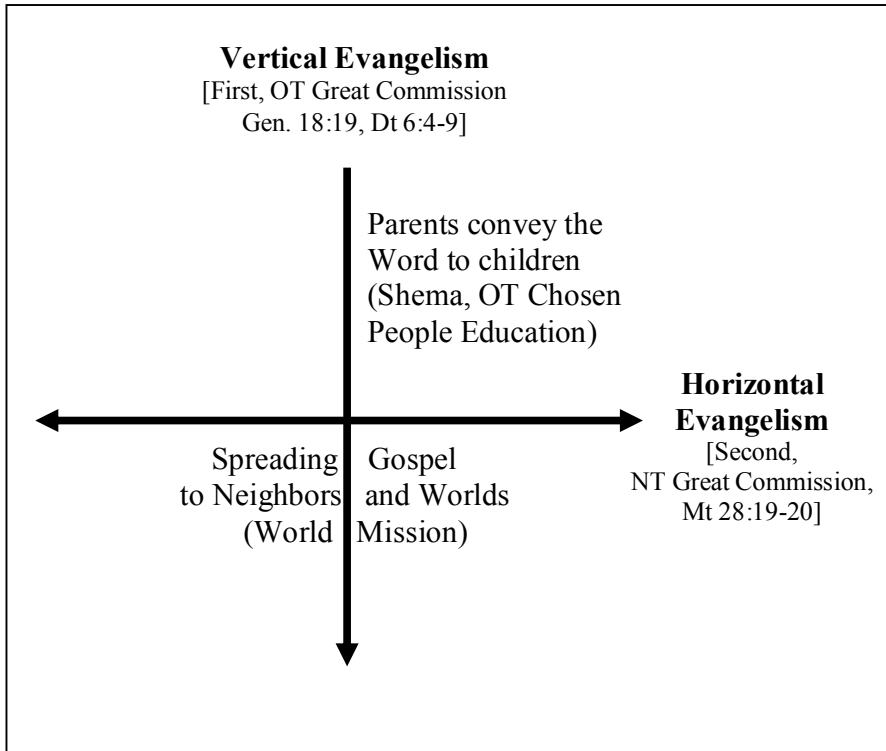 Vertical Evangelism
[First, OT Great Commission
Gen. 18:19, Dt 6:4-9]
Parents convey the
Word to children
(Shema, OT Chosen
People Education)
Horizontal
Evangelism
[Second,
NT Great Commission,
Mt 28:19-20]
Spreading Gospel
to Neighbors and Worlds
(World Mission)